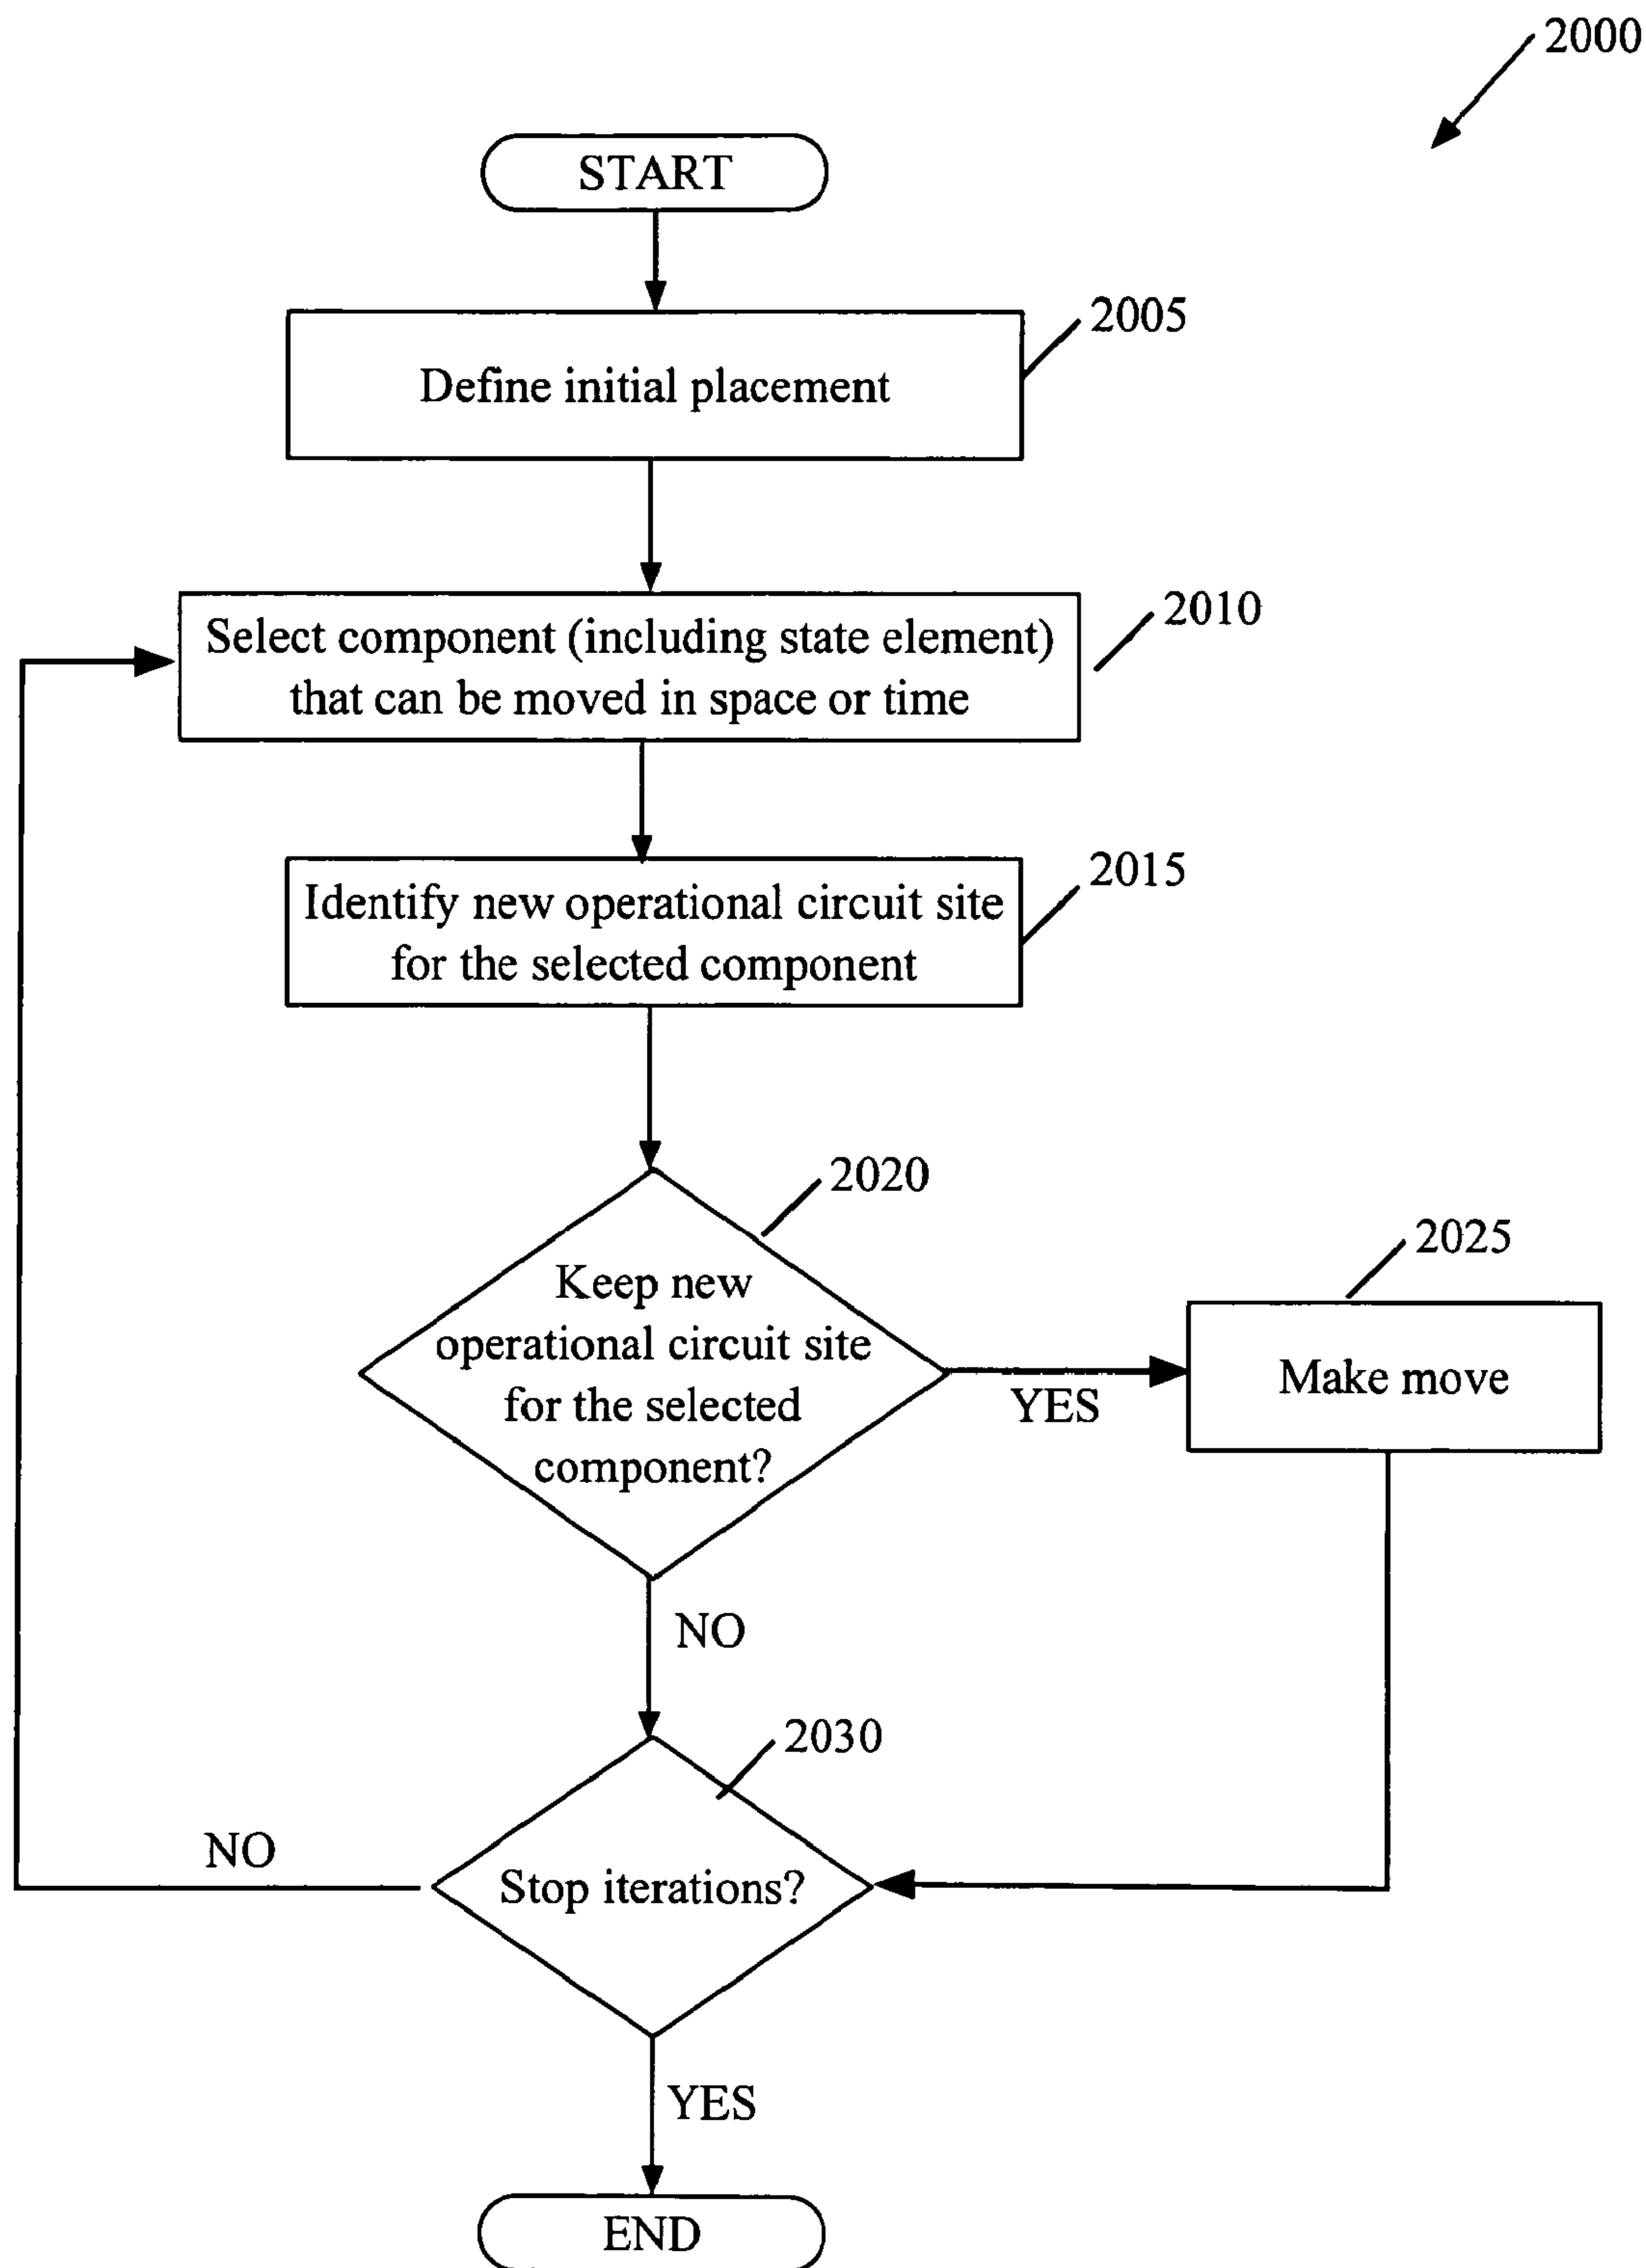 2000
START
2005
Define initial placement
2010
Select component (including state element)
that can be moved in space or time
2015
Identify new operational circuit site
for the selected component
2020
Keep new
operational circuit site
for the selected
component?
2025
YES
Make move
NO
2030
NO
Stop iterations?
YES
END